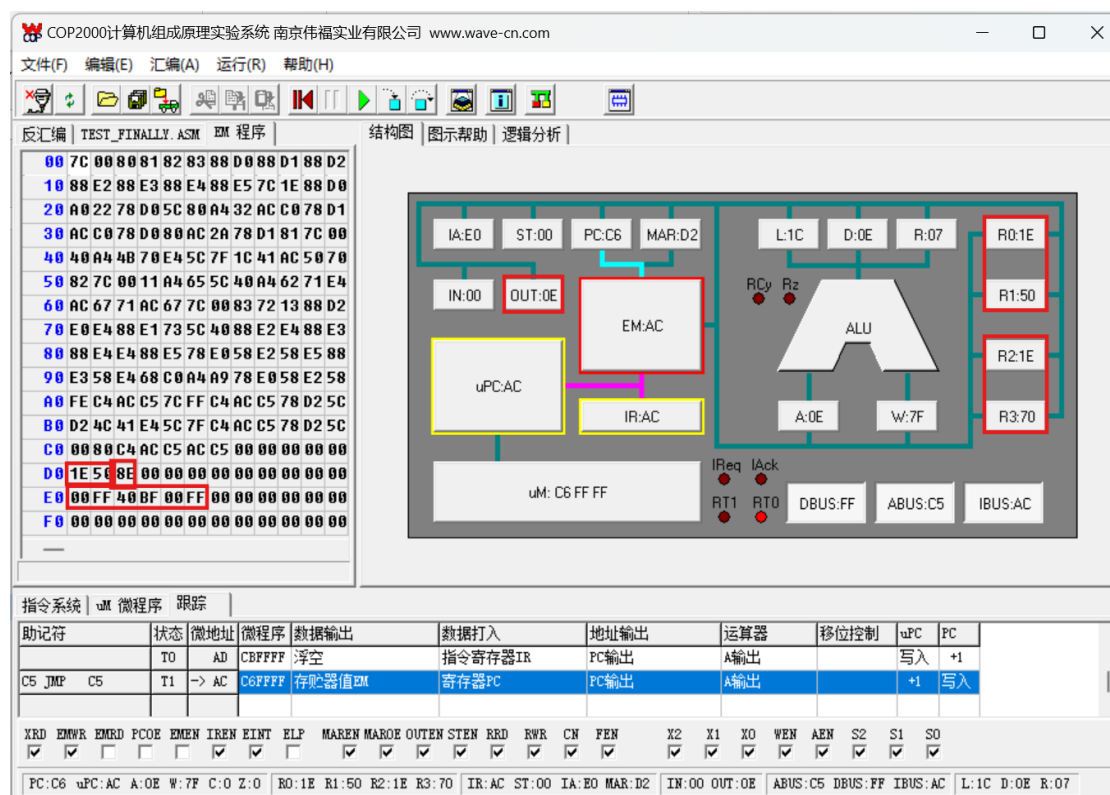 COP2000计算机组成原理实验系统 南京伟福实业有限公司 www.wave-cn.com
文件(F) 编辑(E) 汇编(A) 运行(R) 帮助(H)
反汇编 TEST_FINALLY.ASM EM 程序 结构图 图示帮助 逻辑分析
00 7C 00 80 81 82 83 88 D0 88 D1 88 D2
10 88 E2 88 E3 88 E4 88 E5 7C 1E 88 D0
20 A0 22 78 D0 5C 80 A4 32 AC C0 78 D1
30 AC C0 78 D0 80 AC 2A 78 D1 81 7C 00
40 40 A4 4B 70 E4 5C 7F 1C 41 AC 50 70
50 82 7C 00 11 A4 65 5C 40 A4 62 71 E4
60 AC 67 71 AC 67 7C 00 83 72 13 88 D2
70 E0 E4 88 E1 73 5C 40 88 E2 E4 88 E3
80 88 E4 E4 88 E5 78 E0 58 E2 58 E5 88
90 E3 58 E4 68 C0 A4 A9 78 E0 58 E2 58
A0 FE C4 AC C5 7C FF C4 AC C5 78 D2 5C
B0 D2 4C 41 E4 5C 7F C4 AC C5 78 D2 5C
C0 00 80 C4 AC C5 AC C5 00 00 00 00 00
D0 1E 50 8E 00 00 00 00 00 00 00 00 00
E0 00 FF 40 BF 00 FF 00 00 00 00 00 00
F0 00 00 00 00 00 00 00 00 00 00 00 00
IA:E0 ST:00 PC:C6 MAR:D2 L:1C D:0E R:07 R0:1E
IN:00 OUT:0E RCy Rz R1:50
EM:AC ALU
R2:1E
uPC:AC
IR:AC A:0E W:7F R3:70
IReq IAck
uM: C6 FF FF
RT1 RT0 DBUS:FF ABUS:C5 IBUS:AC
指令系统 uM 微程序 跟踪
助记符 状态 微地址 微程序 数据输出 数据打入 地址输出 运算器 移位控制 uPC PC
T0 AD CBFFFF 浮空 指令寄存器IR PC输出 A输出 写入 +1
C5 JMP C5 T1 -> AC C6FFFF 存贮器值EM 寄存器PC PC输出 A输出 +1 写入
XRD EMWR EMRD PCOE EMEN IREN EINT ELP MAREN MAROE OUTEN STEN RRD RWR CN FEN X2 X1 X0 WEN AEN S2 S1 S0
PC:C6 uPC:AC A:0E W:7F C:0 Z:0 R0:1E R1:50 R2:1E R3:70 IR:AC ST:00 IA:E0 MAR:D2 IN:00 OUT:0E ABUS:C5 DBUS:FF IBUS:AC L:1C D:0E R:07